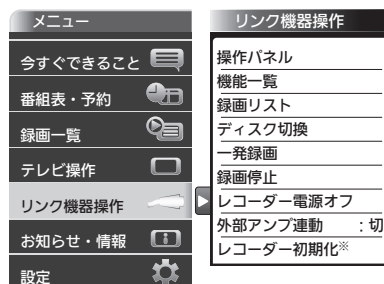 メニュー
今すぐできること
番組表・予約
録画一覧
テレビ操作
リンク機器操作
お知らせ・情報
設定
リンク機器操作
操作パネル
機能一覧
録画リスト
ディスク切換
一発録画
録画停止
レコーダー電源オフ
外部アンプ連動 :切
レコーダー初期化※